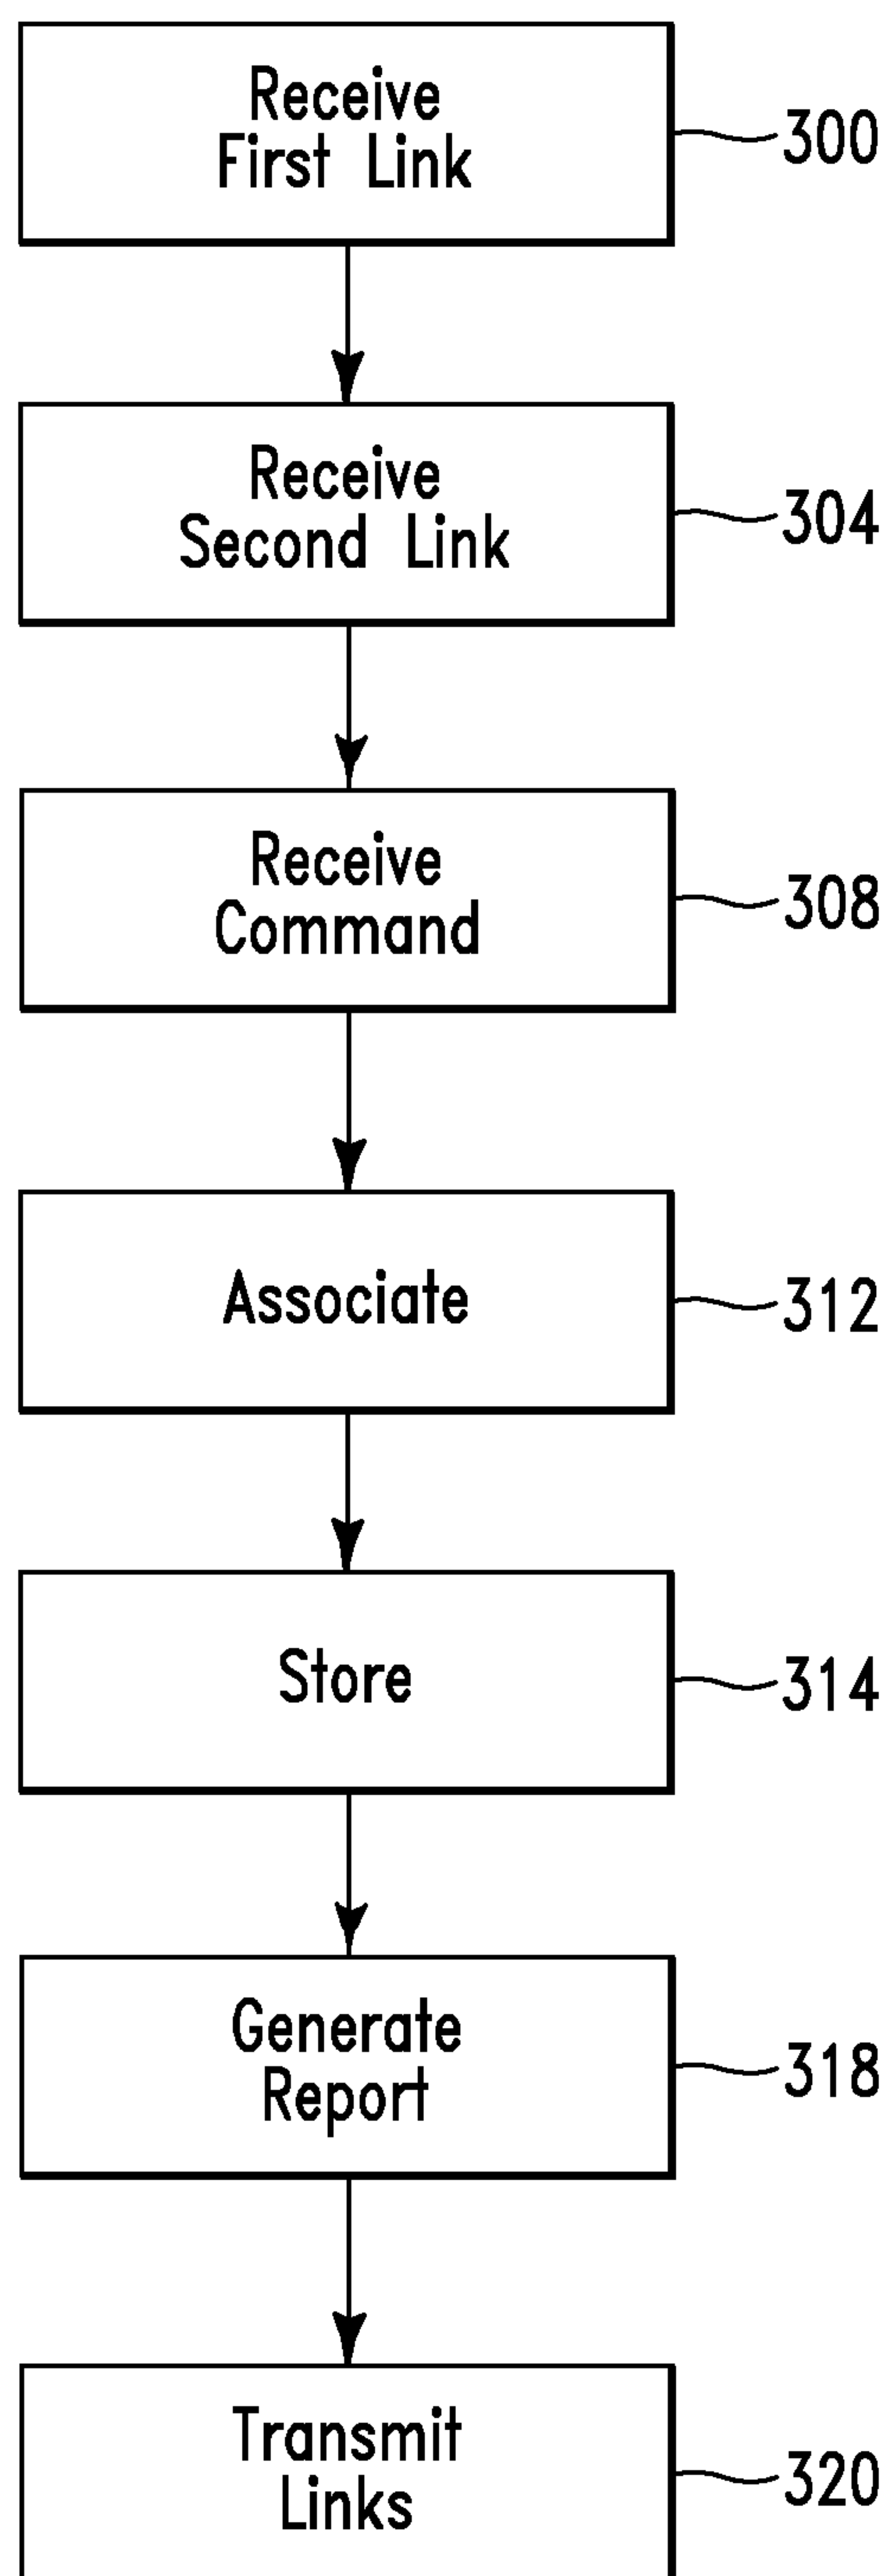 Receive
First Link
300
Receive
Second Link
304
Receive
Command
308
Associate
312
Store
314
Generate
Report
318
Transmit
Links
320